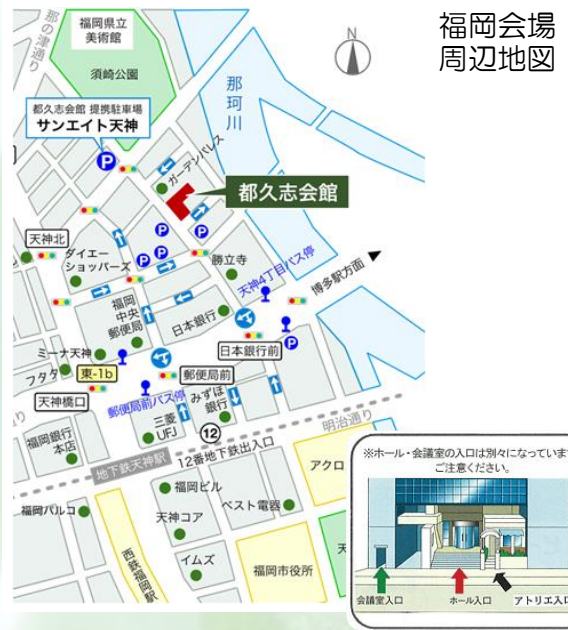 福岡会場
周辺地図
那の津通り
福岡県立
美術館
須崎公園
N
那珂川
都久志会館 提携駐車場
サンエイト天神
P
ガーデンパレス
都久志会館
P
P
P
P
天神北
ダイエー
ショッパーズ
勝立寺
天神4丁目バス停
博多駅方面
福岡
中央
郵便局
日本銀行
日本銀行前
P
ミーナ天神
フタタ
東-1b
郵便局前
天神橋口
郵便局前バス停
みずほ
銀行
三菱
UFJ
12
明治通り
福岡銀行
本店
地下鉄天神駅
12番地下鉄出入口
アクロ
福岡ビル
福岡パルコ
天神コア
ベスト電器
イムズ
西鉄福岡駅
福岡市役所
※ホール・会議室の入口は別々になっています
ご注意ください。
会議室入口
ホール入口
アトリエ入口